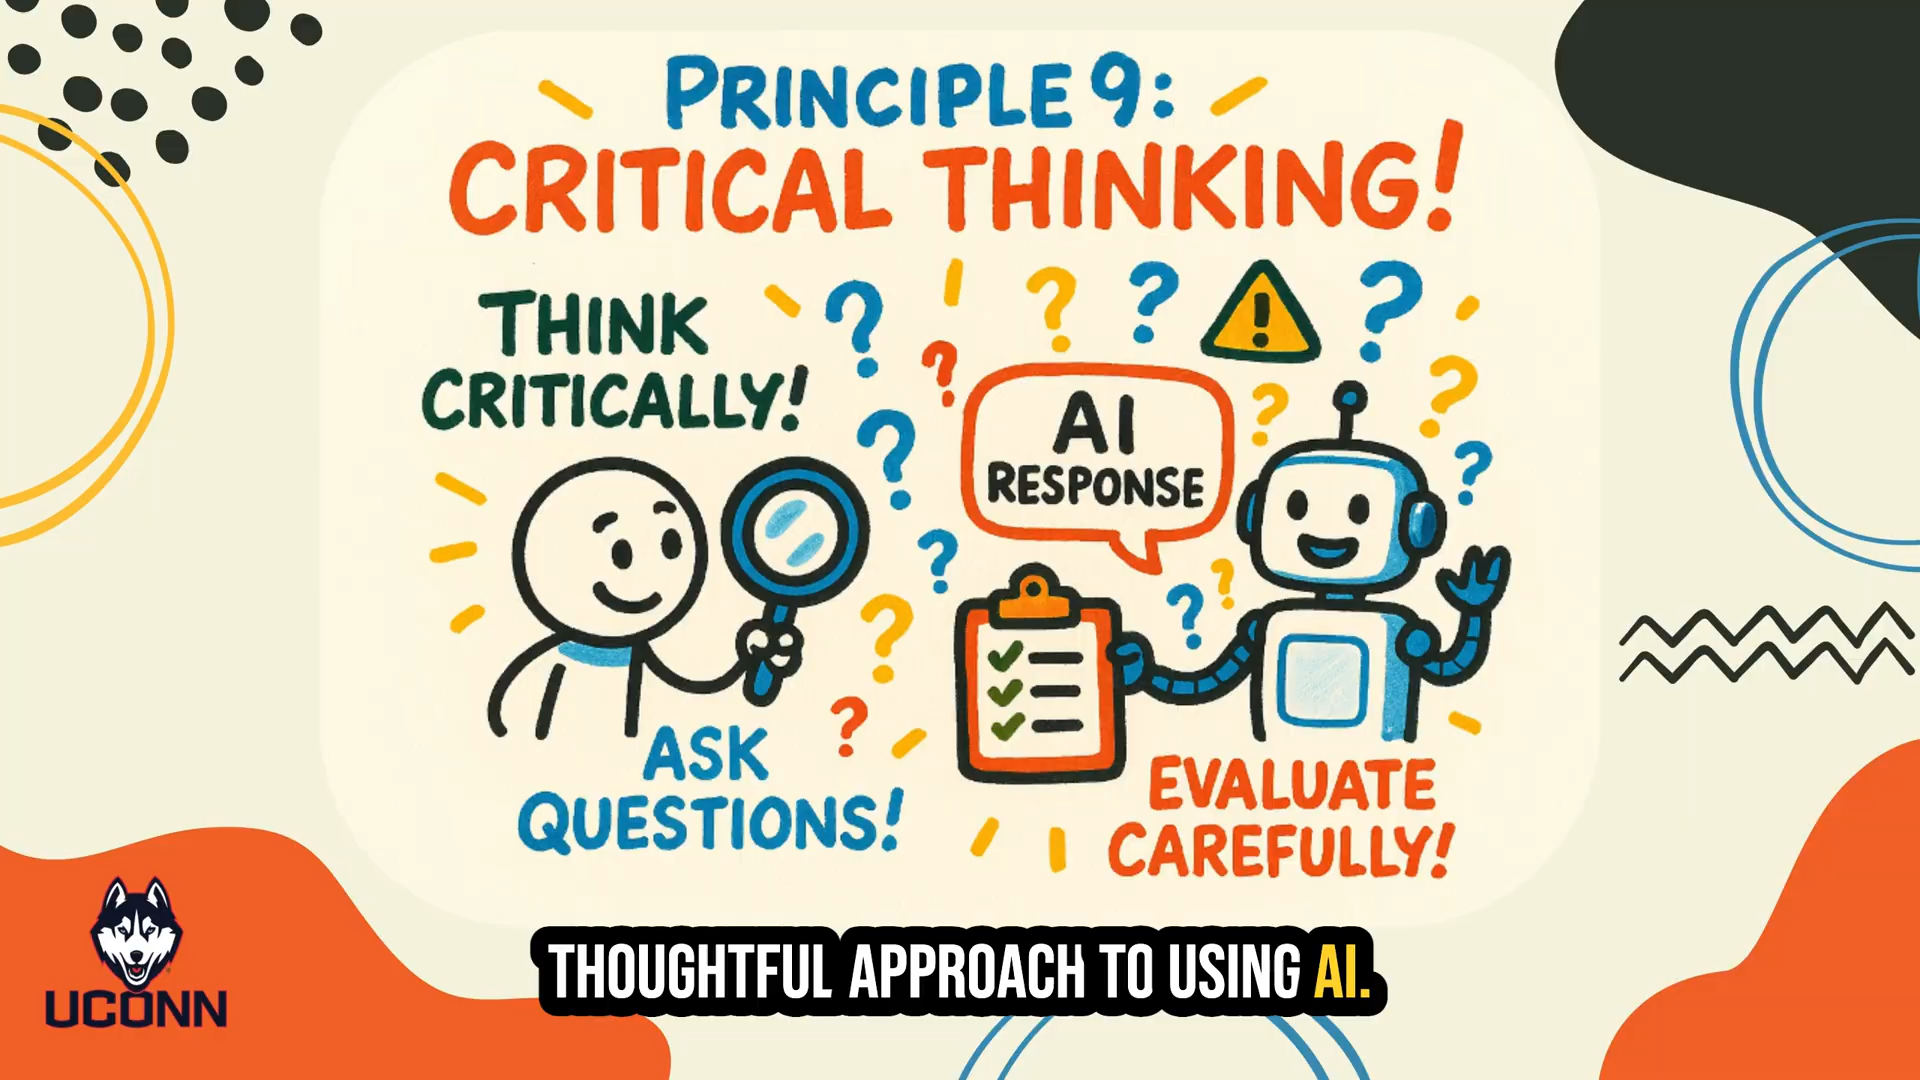 PRINCIPLE 9:
CRITICAL THINKING!
THINK
CRITICALLY!
AI
RESPONSE
ASK
QUESTIONS!
EVALUATE
CAREFULLY!
THOUGHTFUL APPROACH TO USING AI.
UCONN